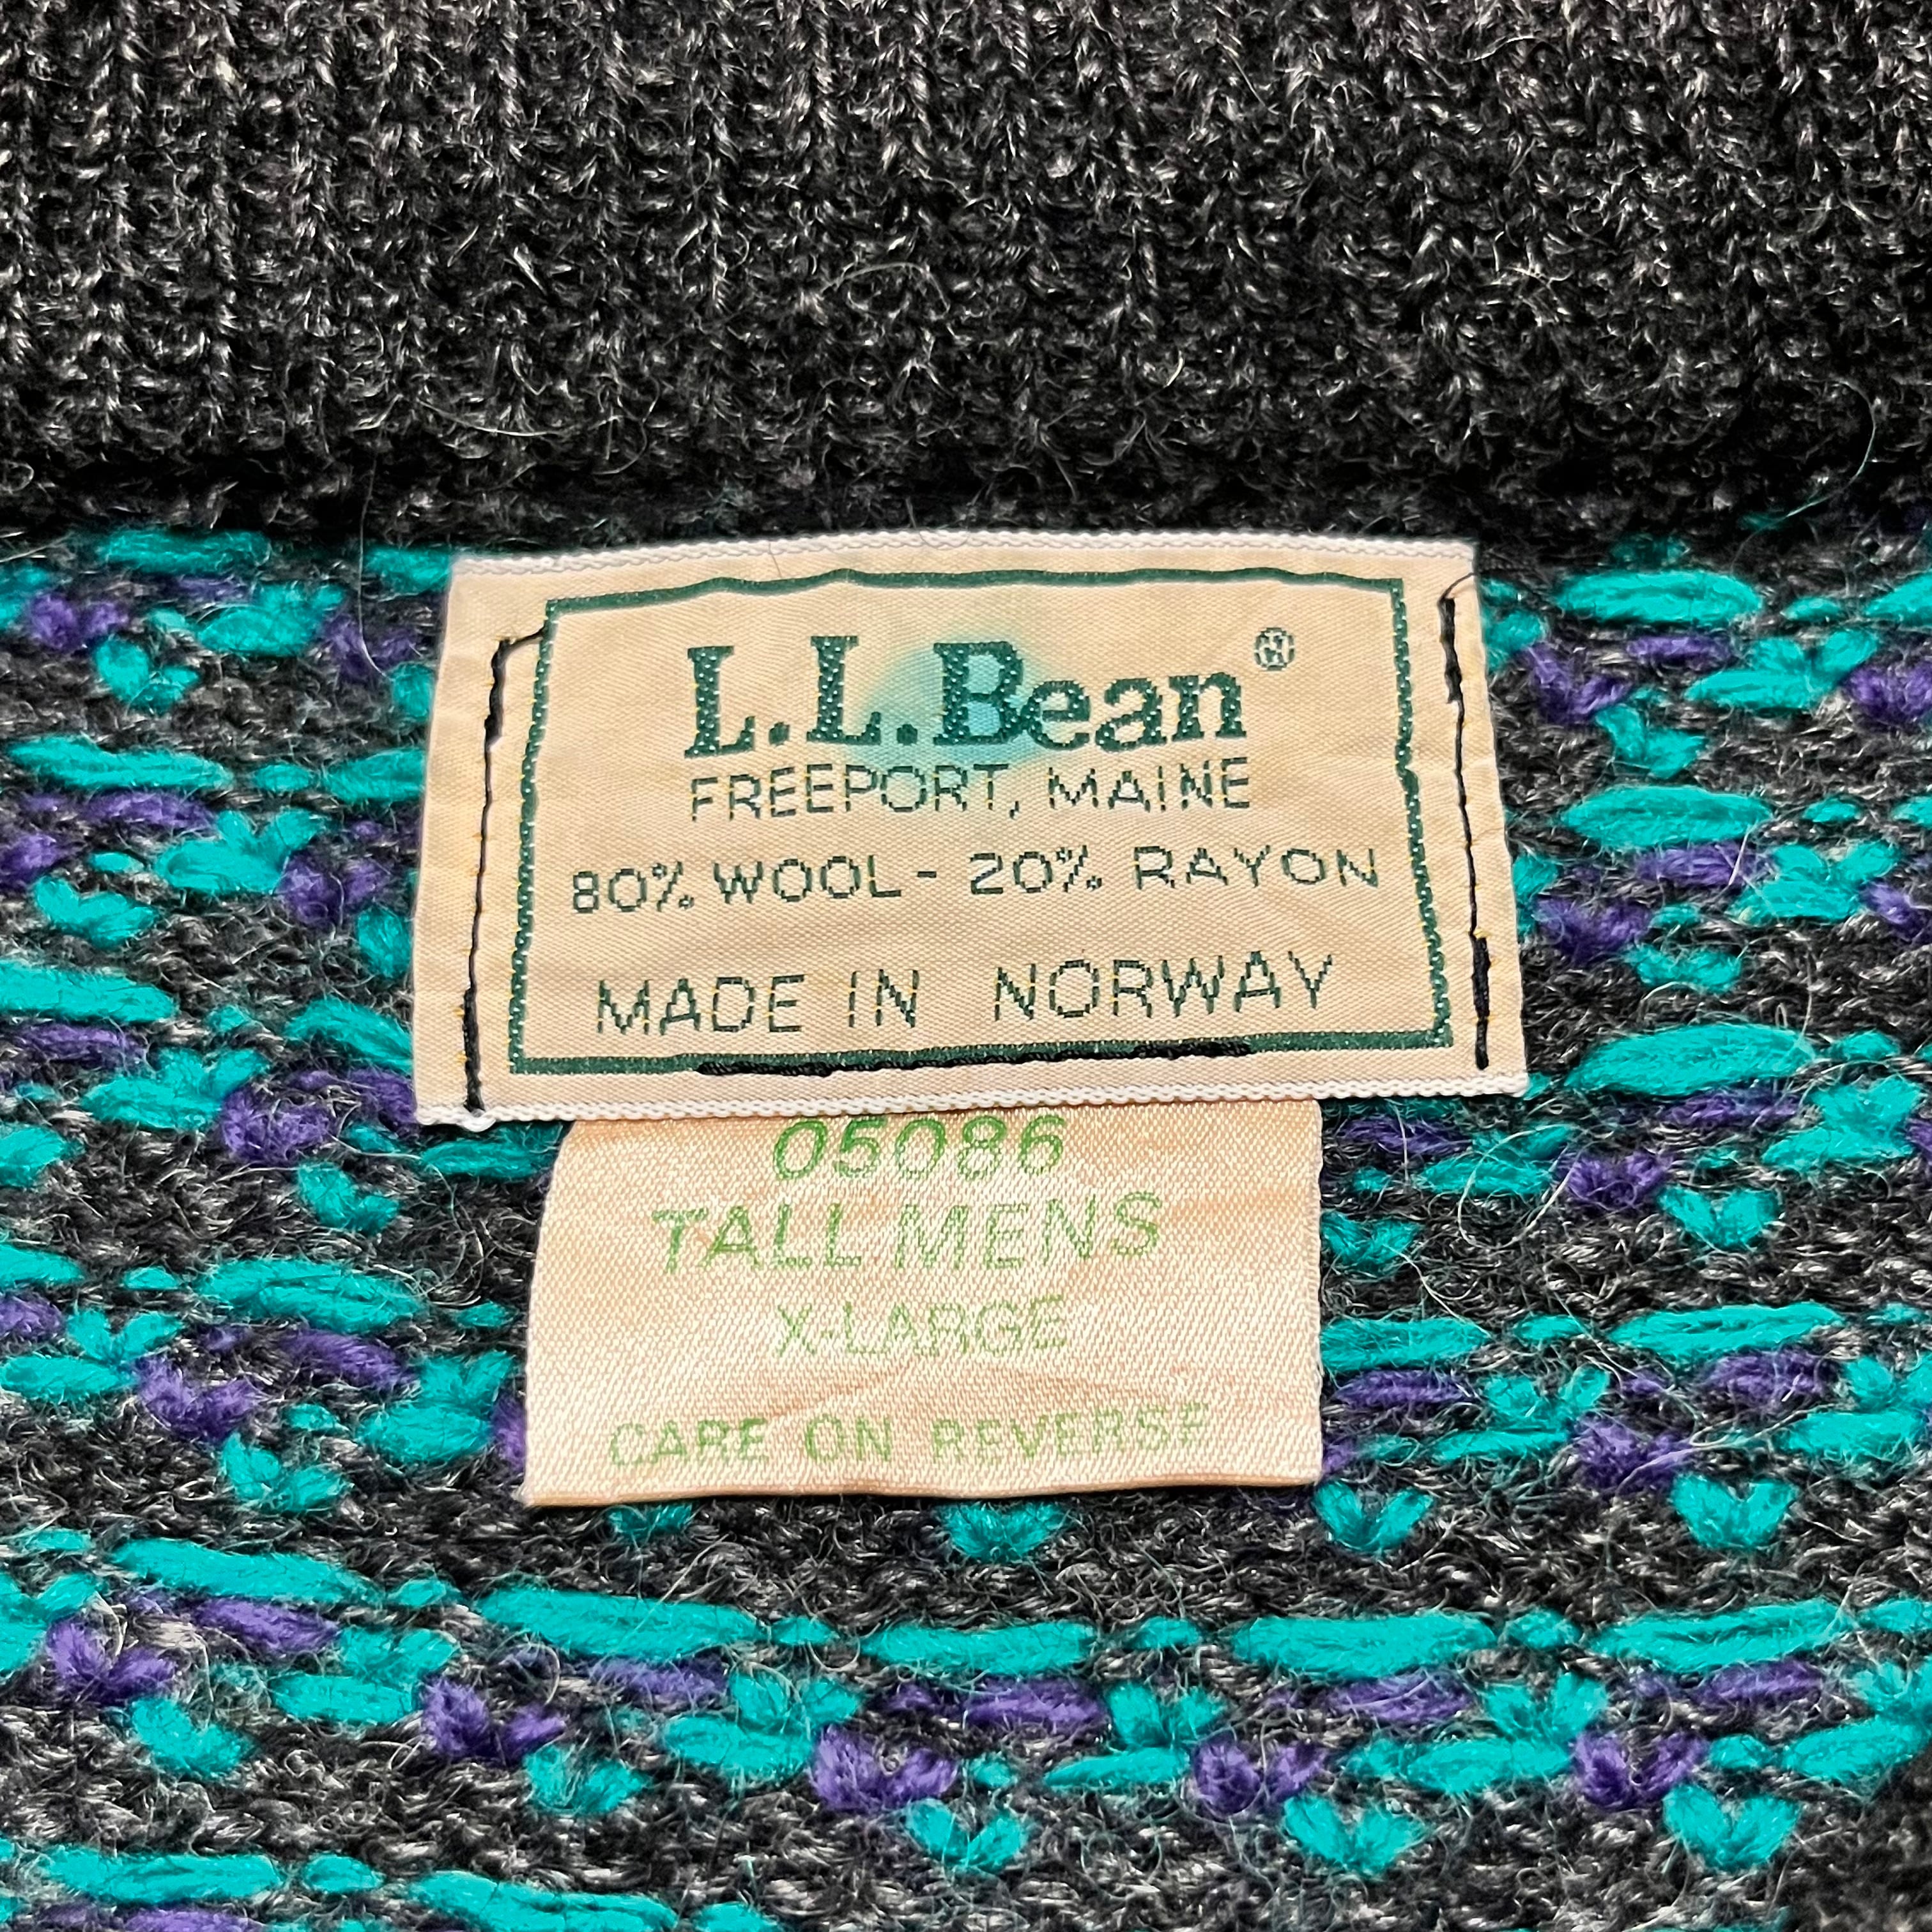 L.L.Bean®
FREEPORT, MAINE
80% WOOL - 20% RAYON
MADE IN NORWAY
05086
TALL MENS
X-LARGE
CARE ON REVERSE